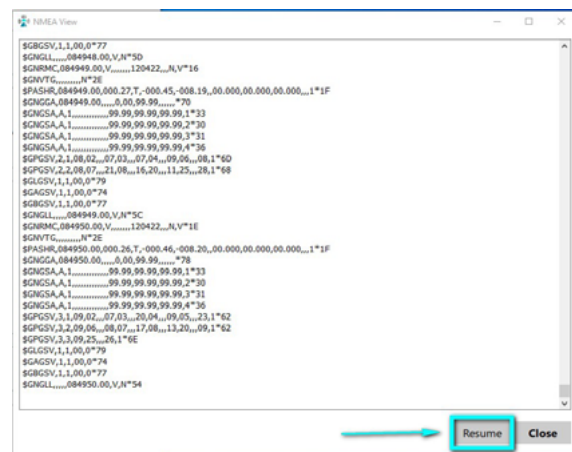 NMEA View
$GBGSV,1,1,00,0*77
$GNGLL,,,,,084948.00,V,N*5D
$GNRMC,084949.00,V,,,,,,,120422,,,N,V*16
$GNVTG,,,,,,,,,N*2E
$PASHR,084949.00,000.27,T,-000.45,-008.19,,00.000,00.000,00.000,,,1*1F
$GNGGA,084949.00,,,,,0,00,99.99,,,,,,*70
$GNGSA,A,1,,,,,,,,,,,,,99.99,99.99,99.99,1*33
$GNGSA,A,1,,,,,,,,,,,,,99.99,99.99,99.99,2*30
$GNGSA,A,1,,,,,,,,,,,,,99.99,99.99,99.99,3*31
$GNGSA,A,1,,,,,,,,,,,,,99.99,99.99,99.99,4*36
$GPGSV,2,1,08,02,,,07,03,,,07,04,,,09,06,,,08,1*6D
$GPGSV,2,2,08,07,,,21,08,,,16,20,,,11,25,,,28,1*68
$GLGSV,1,1,00,0*79
$GAGSV,1,1,00,0*74
$GBGSV,1,1,00,0*77
$GNGLL,,,,,084949.00,V,N*5C
$GNRMC,084950.00,V,,,,,,,120422,,,N,V*1E
$GNVTG,,,,,,,,,N*2E
$PASHR,084950.00,000.26,T,-000.46,-008.20,,00.000,00.000,00.000,,,1*1F
$GNGGA,084950.00,,,,,0,00,99.99,,,,,,*78
$GNGSA,A,1,,,,,,,,,,,,,99.99,99.99,99.99,1*33
$GNGSA,A,1,,,,,,,,,,,,,99.99,99.99,99.99,2*30
$GNGSA,A,1,,,,,,,,,,,,,99.99,99.99,99.99,3*31
$GNGSA,A,1,,,,,,,,,,,,,99.99,99.99,99.99,4*36
$GPGSV,3,1,09,02,,,07,03,,,20,04,,,09,05,,,23,1*62
$GPGSV,3,2,09,06,,,08,07,,,17,08,,,13,20,,,09,1*62
$GPGSV,3,3,09,25,,,26,1*6E
$GLGSV,1,1,00,0*79
$GAGSV,1,1,00,0*74
$GBGSV,1,1,00,0*77
$GNGLL,,,,,084950.00,V,N*54
Resume Close